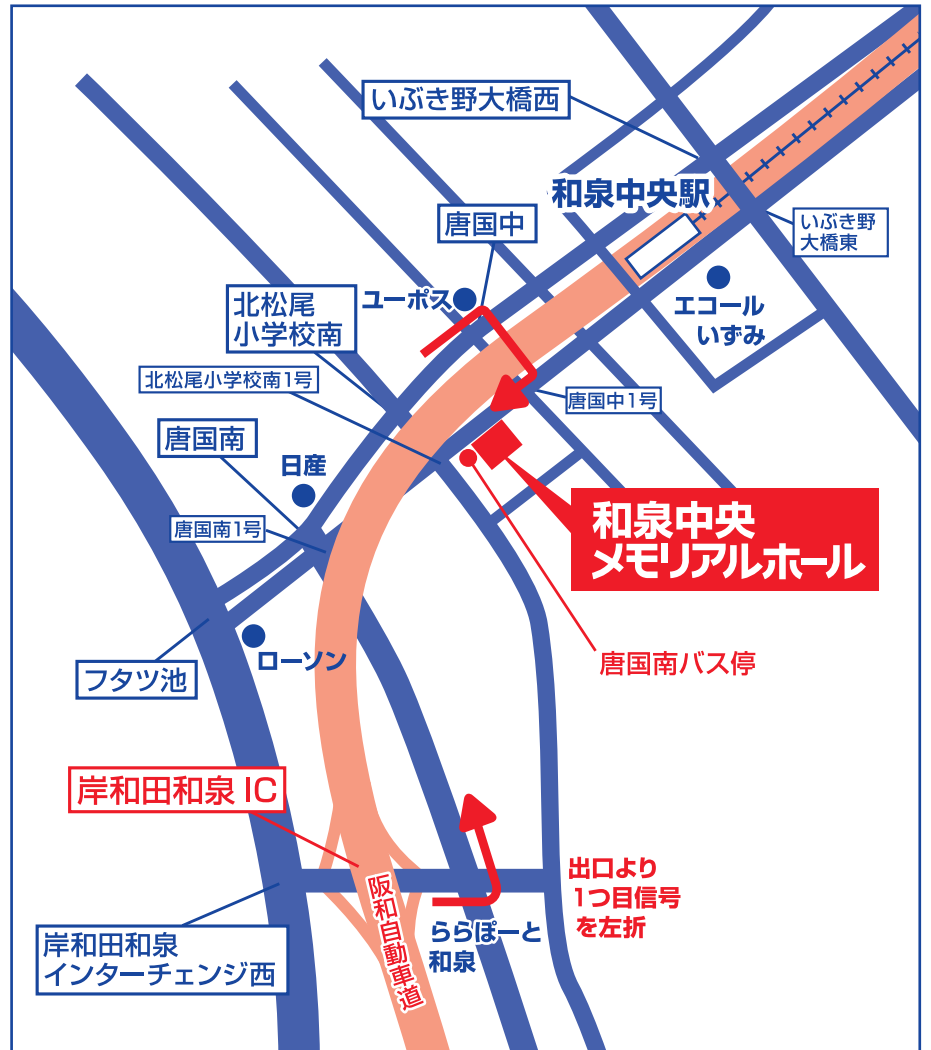 いぶき野大橋西
和泉中央駅
唐国中
いぶき野
大橋東
エコール
いずみ
北松尾
小学校南
ユーポス
北松尾小学校南1号
唐国中1号
唐国南
日産
唐国南1号
和泉中央
メモリアルホール
ローソン
唐国南バス停
フタツ池
岸和田和泉 IC
出口より
1つ目信号
を左折
阪和自動車道
ららぽーと
和泉
岸和田和泉
インターチェンジ西